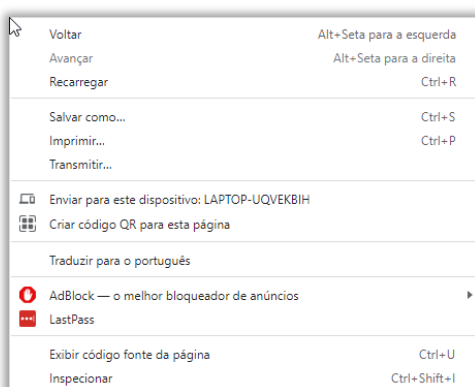 Voltar Alt+Seta para a esquerda
Avançar Alt+Seta para a direita
Recarregar Ctrl+R
Salvar como... Ctrl+S
Imprimir... Ctrl+P
Transmitir...
Enviar para este dispositivo: LAPTOP-UQVEKBIH
Criar código QR para esta página
Traduzir para o português
AdBlock — o melhor bloqueador de anúncios
LastPass
Exibir código fonte da página Ctrl+U
Inspecionar Ctrl+Shift+I